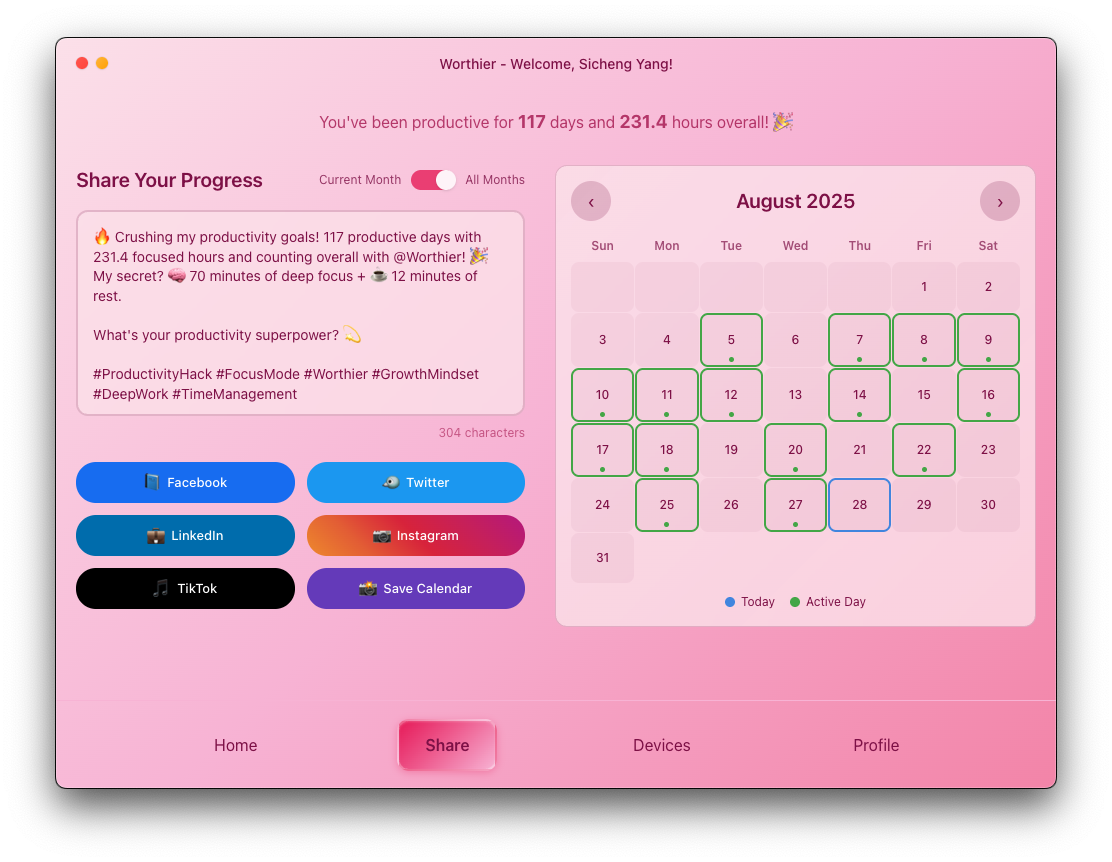 Worthier - Welcome, Sicheng Yang!
You've been productive for 117 days and 231.4 hours overall! 🎉
Share Your Progress
Current Month
All Months
🔥 Crushing my productivity goals! 117 productive days with
231.4 focused hours and counting overall with @Worthier! 🎉
My secret? 🧠 70 minutes of deep focus + ☕ 12 minutes of
rest.
What's your productivity superpower? 💫
#ProductivityHack #FocusMode #Worthier #GrowthMindset
#DeepWork #TimeManagement
304 characters
📘 Facebook
🐦 Twitter
💼 LinkedIn
📷 Instagram
🎵 TikTok
📸 Save Calendar
‹ August 2025 ›
Sun Mon Tue Wed Thu Fri Sat
1 2
3 4 5 6 7 8 9
10 11 12 13 14 15 16
17 18 19 20 21 22 23
24 25 26 27 28 29 30
31
Today Active Day
Home Share Devices Profile